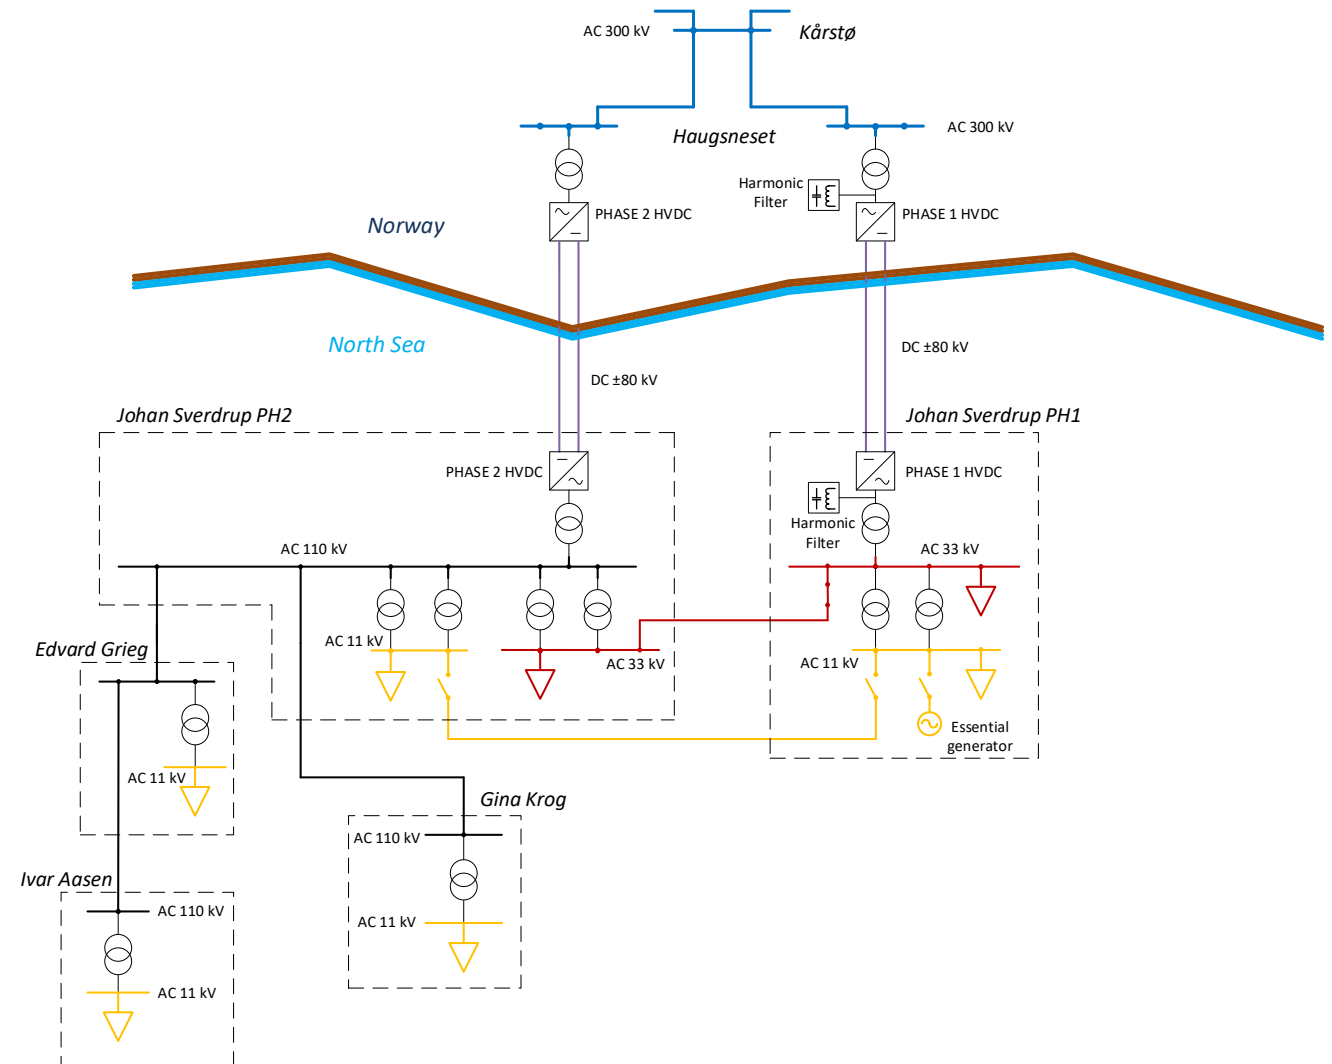 AC 300 kV
Kårstø
Haugsneset
AC 300 kV
Harmonic
Filter
PHASE 2 HVDC
PHASE 1 HVDC
Norway
North Sea
DC ±80 kV
DC ±80 kV
Johan Sverdrup PH2
Johan Sverdrup PH1
PHASE 2 HVDC
PHASE 1 HVDC
Harmonic
Filter
AC 110 kV
AC 33 kV
AC 11 kV
AC 33 kV
AC 11 kV
Edvard Grieg
Essential
generator
AC 11 kV
Gina Krog
AC 110 kV
Ivar Aasen
AC 110 kV
AC 11 kV
AC 11 kV